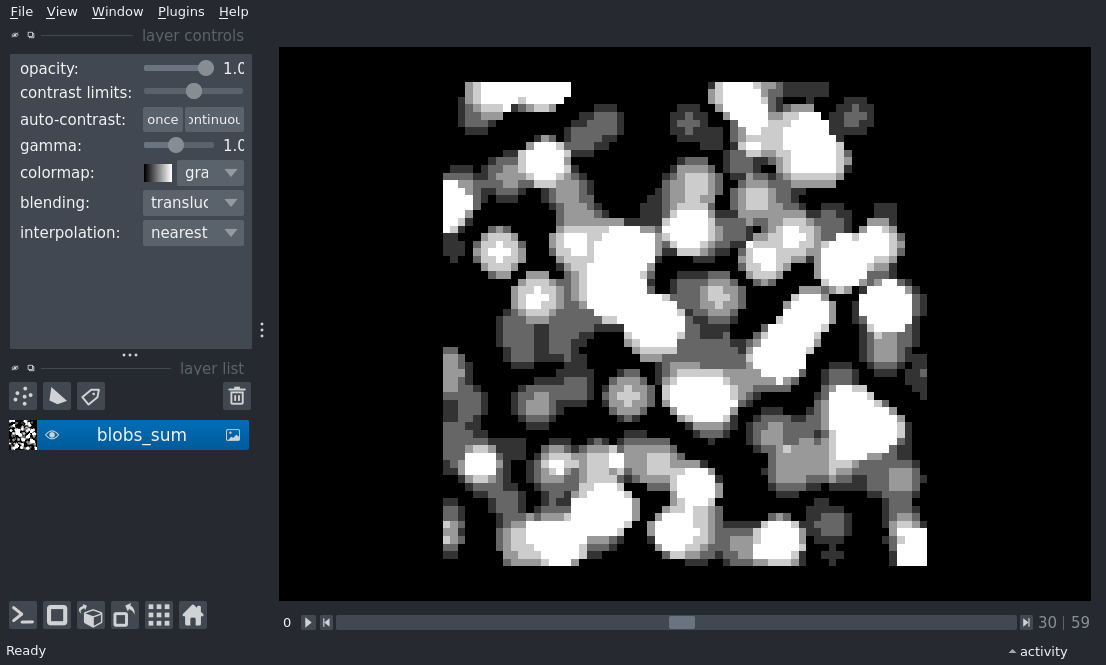 File View Window Plugins Help
layer controls
opacity: 1.0
contrast limits:
auto-contrast: once ontinuou
gamma: 1.0
colormap: gra
blending: transluc
interpolation: nearest
layer list
blobs_sum
0 30 | 59
Ready activity